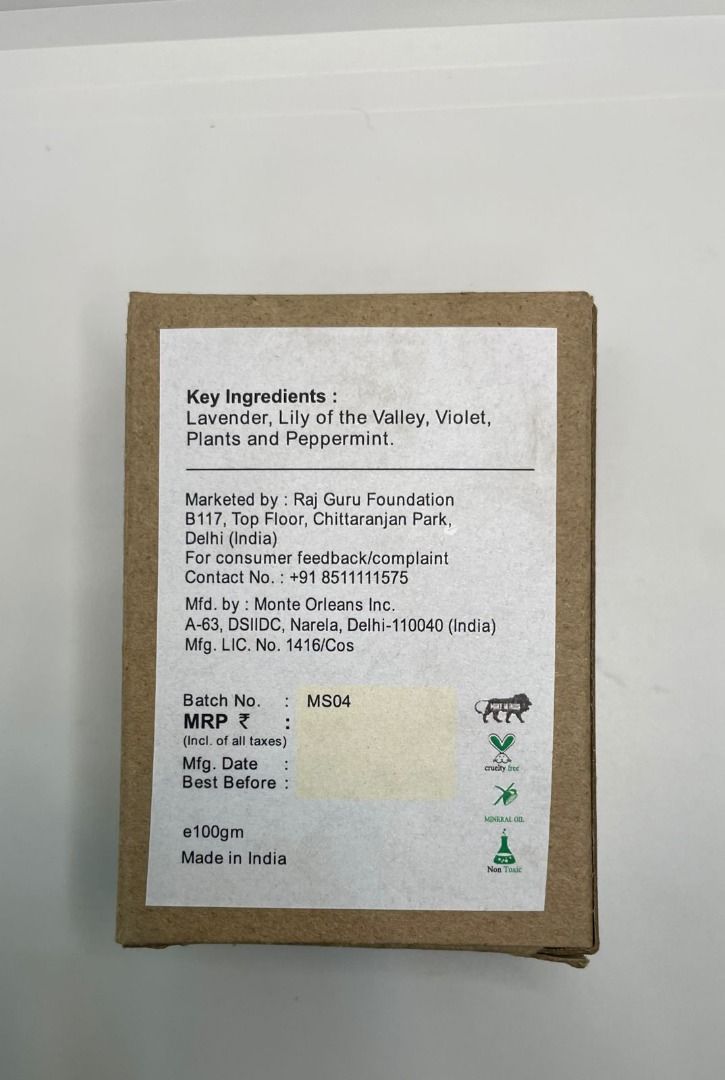 Key Ingredients :
Lavender, Lily of the Valley, Violet,
Plants and Peppermint.
Marketed by : Raj Guru Foundation
B117, Top Floor, Chittaranjan Park,
Delhi (India)
For consumer feedback/complaint
Contact No. : +91 8511111575
Mfd. by : Monte Orleans Inc.
A-63, DSIIDC, Narela, Delhi-110040 (India)
Mfg. LIC. No. 1416/Cos
Batch No. : MS04
MRP ₹ :
(Incl. of all taxes)
Mfg. Date :
Best Before :
e100gm
Made in India
MAKE IN INDIA
cruelty free
MINERAL OIL
Non Toxic